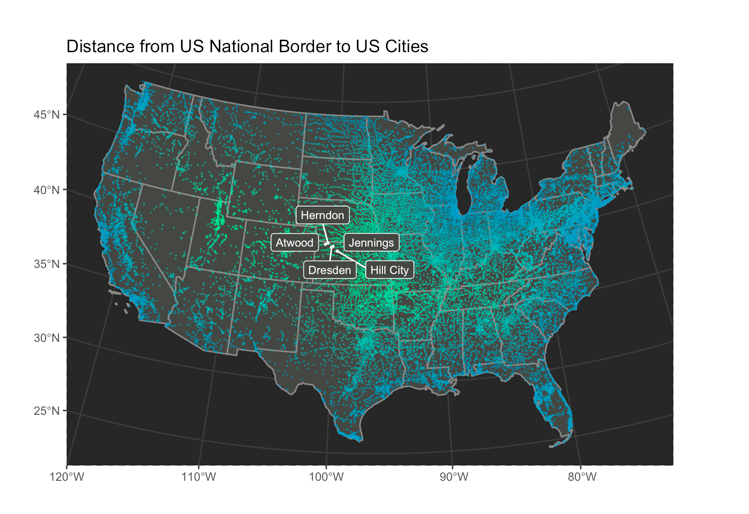 Distance from US National Border to US Cities
45°N
40°N
Herndon
Atwood
Jennings
35°N
Dresden
Hill City
30°N
25°N
120°W
110°W
100°W
90°W
80°W